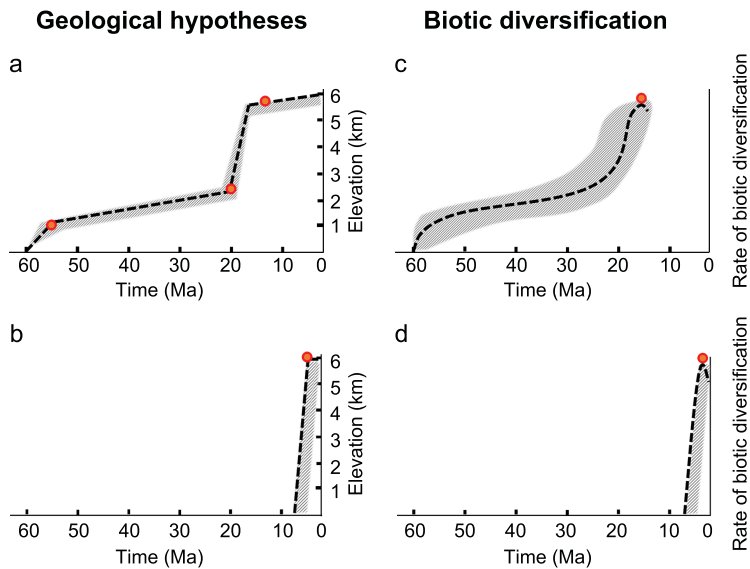 Geological hypotheses
Biotic diversification
a
6
5
4
3
2
1
Elevation (km)
60 50 40 30 20 10 0
Time (Ma)
c
Rate of biotic diversification
60 50 40 30 20 10 0
Time (Ma)
b
6
5
4
3
2
1
Elevation (km)
60 50 40 30 20 10 0
Time (Ma)
d
Rate of biotic diversification
60 50 40 30 20 10 0
Time (Ma)